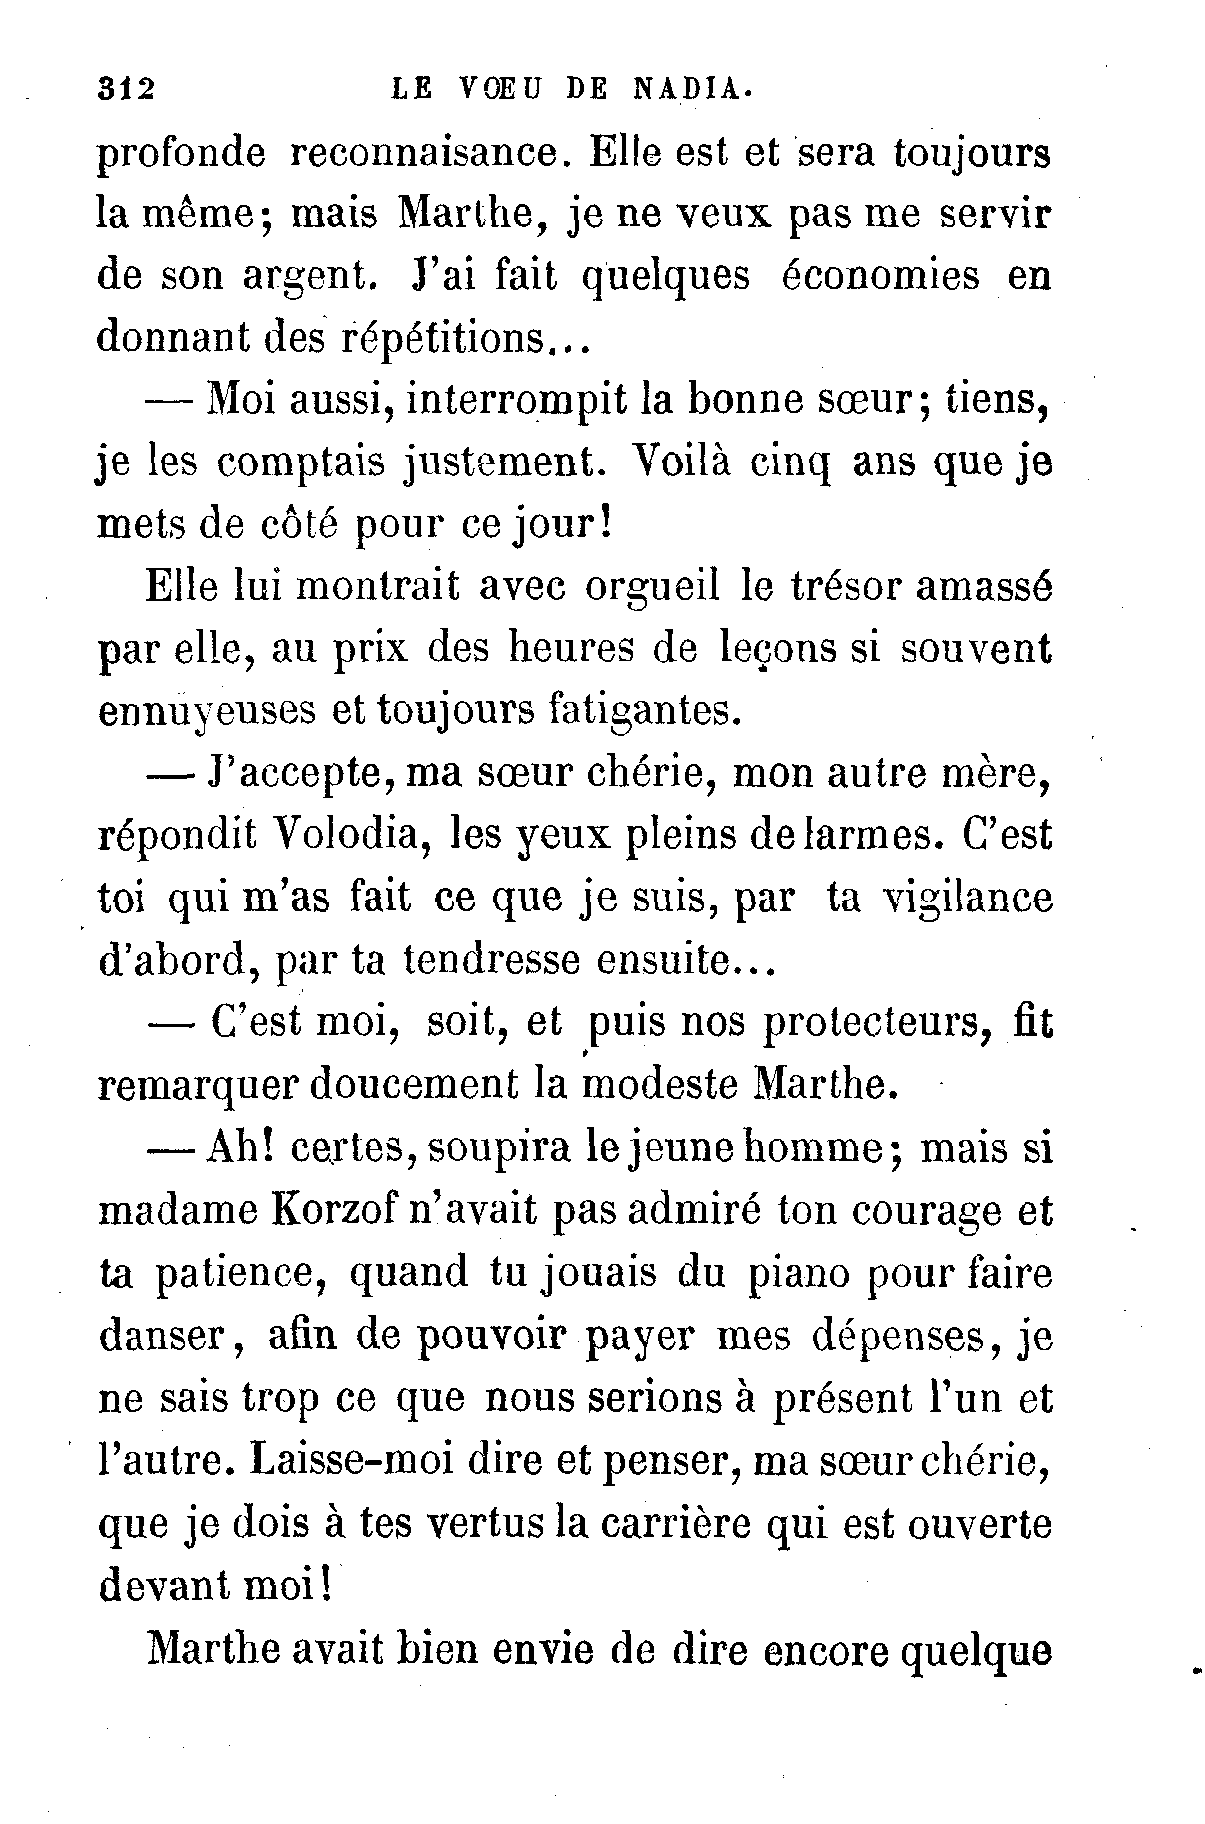 312 LE VŒU DE NADIA.
profonde reconnaisance. Elle est et sera toujours
la même; mais Marthe, je ne veux pas me servir
de son argent. J'ai fait quelques économies en
donnant des répétitions...
— Moi aussi, interrompit la bonne sœur; tiens,
je les comptais justement. Voilà cinq ans que je
mets de côté pour ce jour!
Elle lui montrait avec orgueil le trésor amassé
par elle, au prix des heures de leçons si souvent
ennuyeuses et toujours fatigantes.
— J'accepte, ma sœur chérie, mon autre mère,
répondit Volodia, les yeux pleins de larmes. C'est
toi qui m'as fait ce que je suis, par ta vigilance
d'abord, par ta tendresse ensuite...
— C'est moi, soit, et puis nos protecteurs, fit
remarquer doucement la modeste Marthe.
— Ah! certes, soupira le jeune homme; mais si
madame Korzof n'avait pas admiré ton courage et
ta patience, quand tu jouais du piano pour faire
danser, afin de pouvoir payer mes dépenses, je
ne sais trop ce que nous serions à présent l'un et
l'autre. Laisse-moi dire et penser, ma sœur chérie,
que je dois à tes vertus la carrière qui est ouverte
devant moi!
Marthe avait bien envie de dire encore quelque